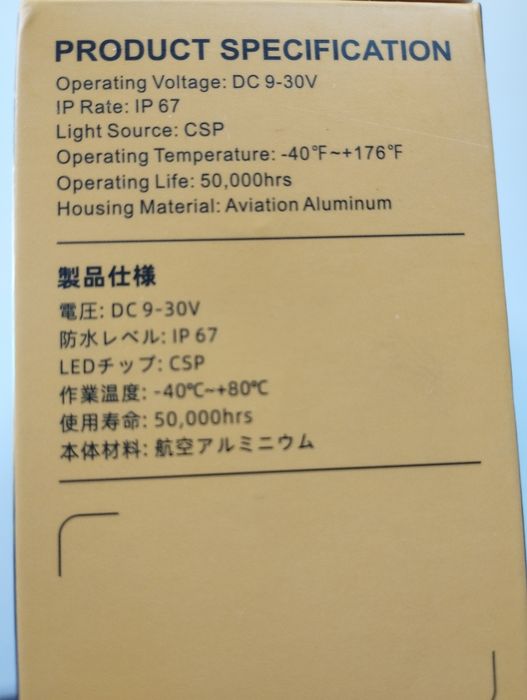 PRODUCT SPECIFICATION
Operating Voltage: DC 9-30V
IP Rate: IP 67
Light Source: CSP
Operating Temperature: -40℉~+176℉
Operating Life: 50,000hrs
Housing Material: Aviation Aluminum
製品仕様
電圧: DC 9-30V
防水レベル: IP 67
LEDチップ: CSP
作業温度: -40℃~+80℃
使用寿命: 50,000hrs
本体材料: 航空アルミニウム